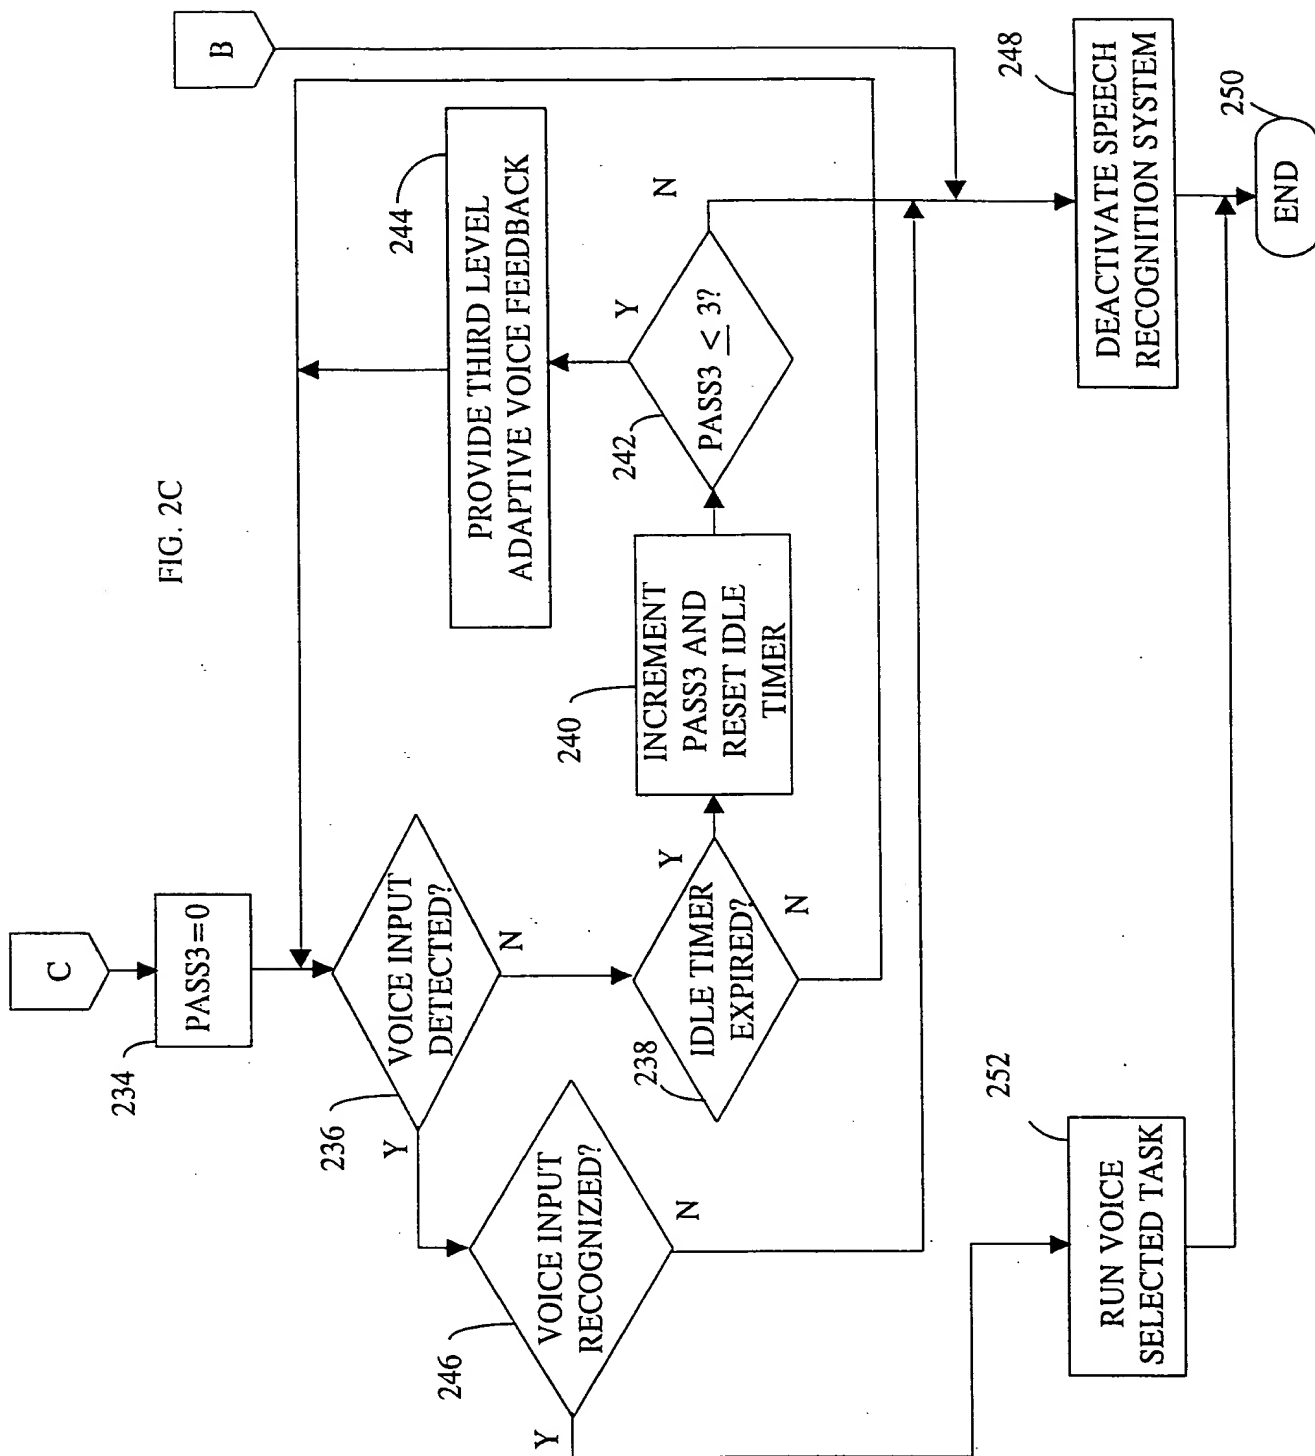 FIG. 2C
C
B
234
PASS3=0
236
VOICE INPUT
DETECTED?
Y
N
246
VOICE INPUT
RECOGNIZED?
Y
N
238
IDLE TIMER
EXPIRED?
Y
N
240
INCREMENT
PASS3 AND
RESET IDLE
TIMER
242
PASS3 ≤ 3?
Y
N
244
PROVIDE THIRD LEVEL
ADAPTIVE VOICE FEEDBACK
252
RUN VOICE
SELECTED TASK
248
DEACTIVATE SPEECH
RECOGNITION SYSTEM
250
END